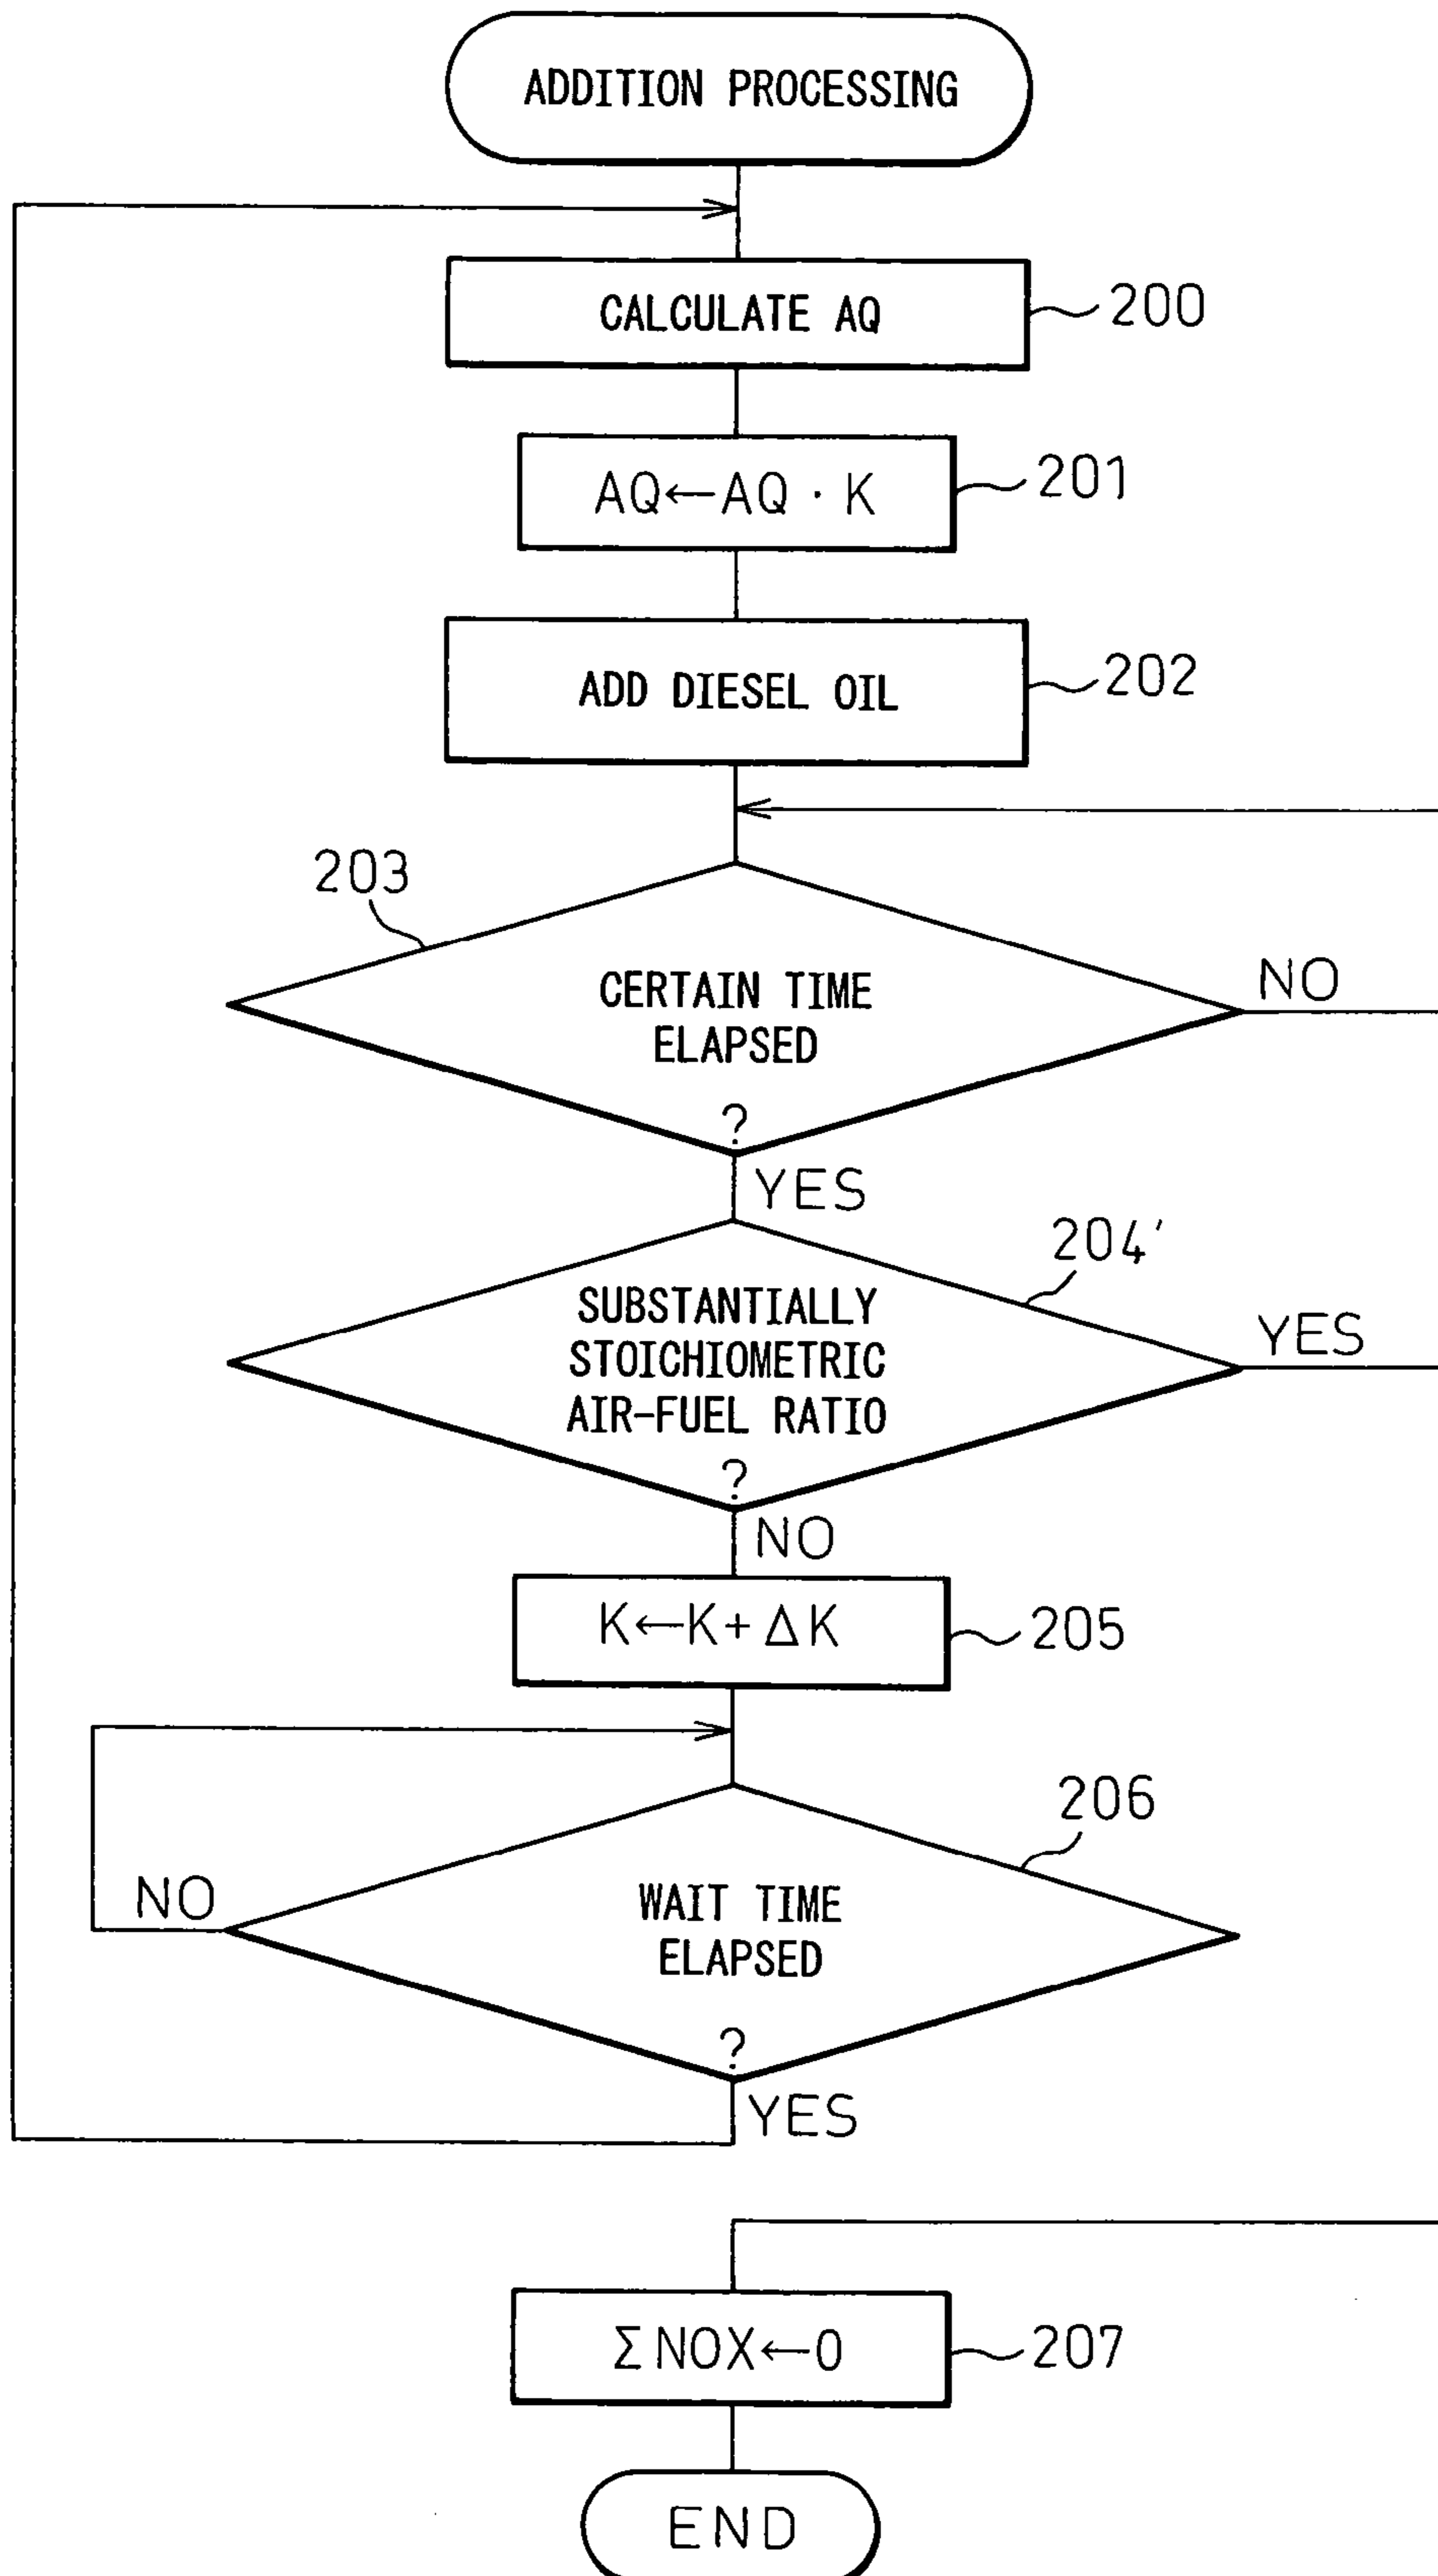 ADDITION PROCESSING
CALCULATE AQ
200
AQ←AQ · K
201
ADD DIESEL OIL
202
203
CERTAIN TIME
ELAPSED
?
NO
YES
204'
SUBSTANTIALLY
STOICHIOMETRIC
AIR-FUEL RATIO
?
YES
NO
K←K+ΔK
205
206
WAIT TIME
ELAPSED
?
NO
YES
ΣNOX←0
207
END